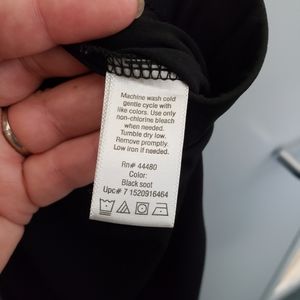 Machine wash cold
gentle cycle with
like colors. Use only
non-chlorine bleach
when needed.
Tumble dry low.
Remove promptly.
Low iron if needed.
Rn# 44480
Color:
Black soot
Upc# 7 1520916464